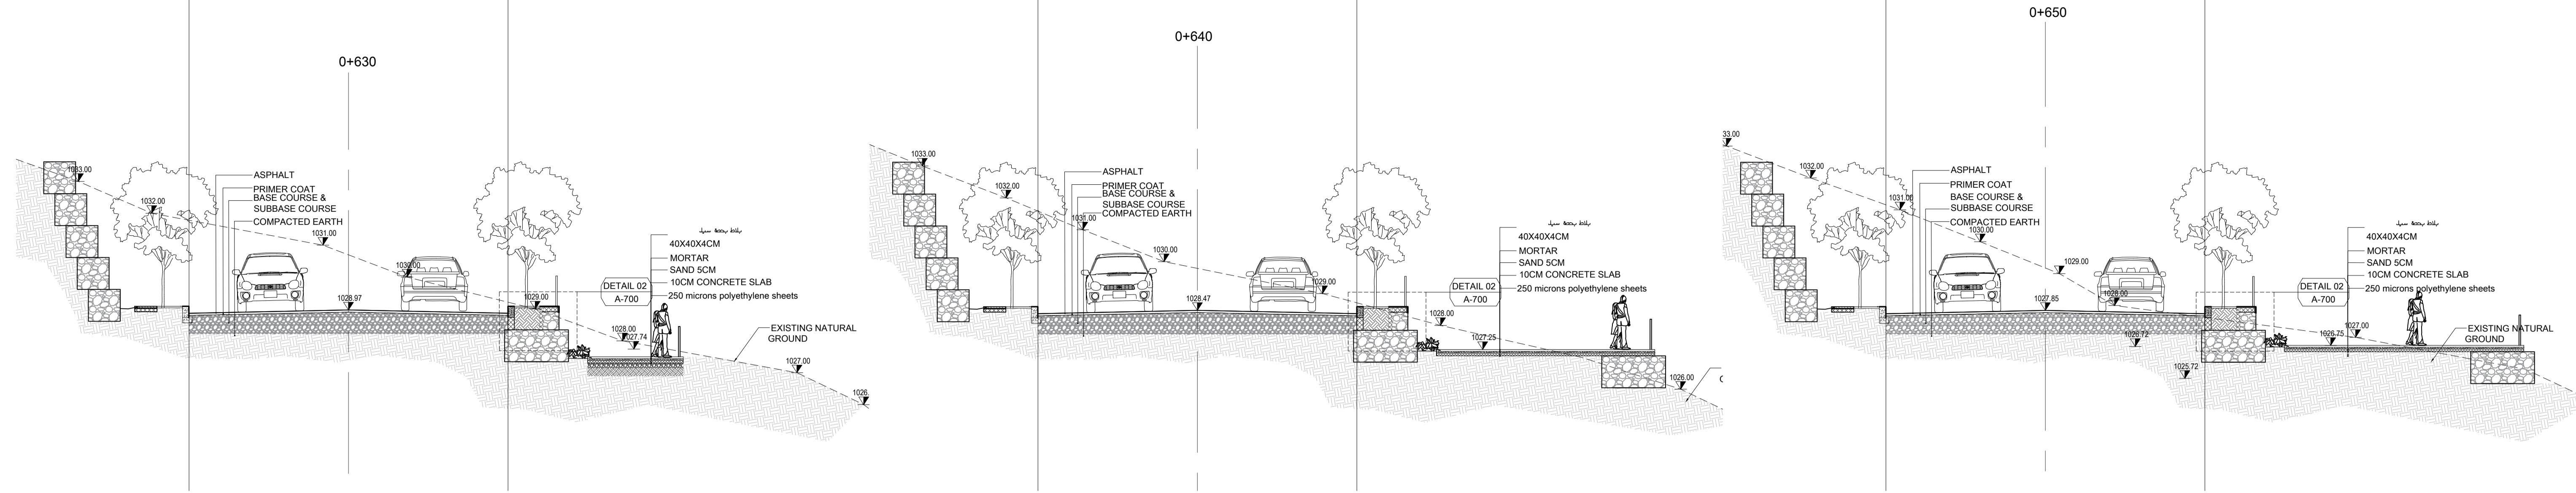 0+630
1033.00
1032.00
1031.00
1030.00
1028.97
1029.00
1028.00
1027.74
1027.00
1026.
ASPHALT
PRIMER COAT
BASE COURSE &
SUBBASE COURSE
COMPACTED EARTH
40X40X4CM
MORTAR
SAND 5CM
10CM CONCRETE SLAB
250 microns polyethylene sheets
DETAIL 02
A-700
EXISTING NATURAL
GROUND
0+640
1033.00
1032.00
1031.00
1030.00
1028.47
1029.00
1028.00
1027.25
1026.00
ASPHALT
PRIMER COAT
BASE COURSE &
SUBBASE COURSE
COMPACTED EARTH
40X40X4CM
MORTAR
SAND 5CM
10CM CONCRETE SLAB
250 microns polyethylene sheets
DETAIL 02
A-700
0+650
33.00
1032.00
1031.00
1030.00
1029.00
1027.85
1028.00
1026.72
1025.72
1026.75
1027.00
ASPHALT
PRIMER COAT
BASE COURSE &
SUBBASE COURSE
COMPACTED EARTH
40X40X4CM
MORTAR
SAND 5CM
10CM CONCRETE SLAB
250 microns polyethylene sheets
DETAIL 02
A-700
EXISTING NATURAL
GROUND